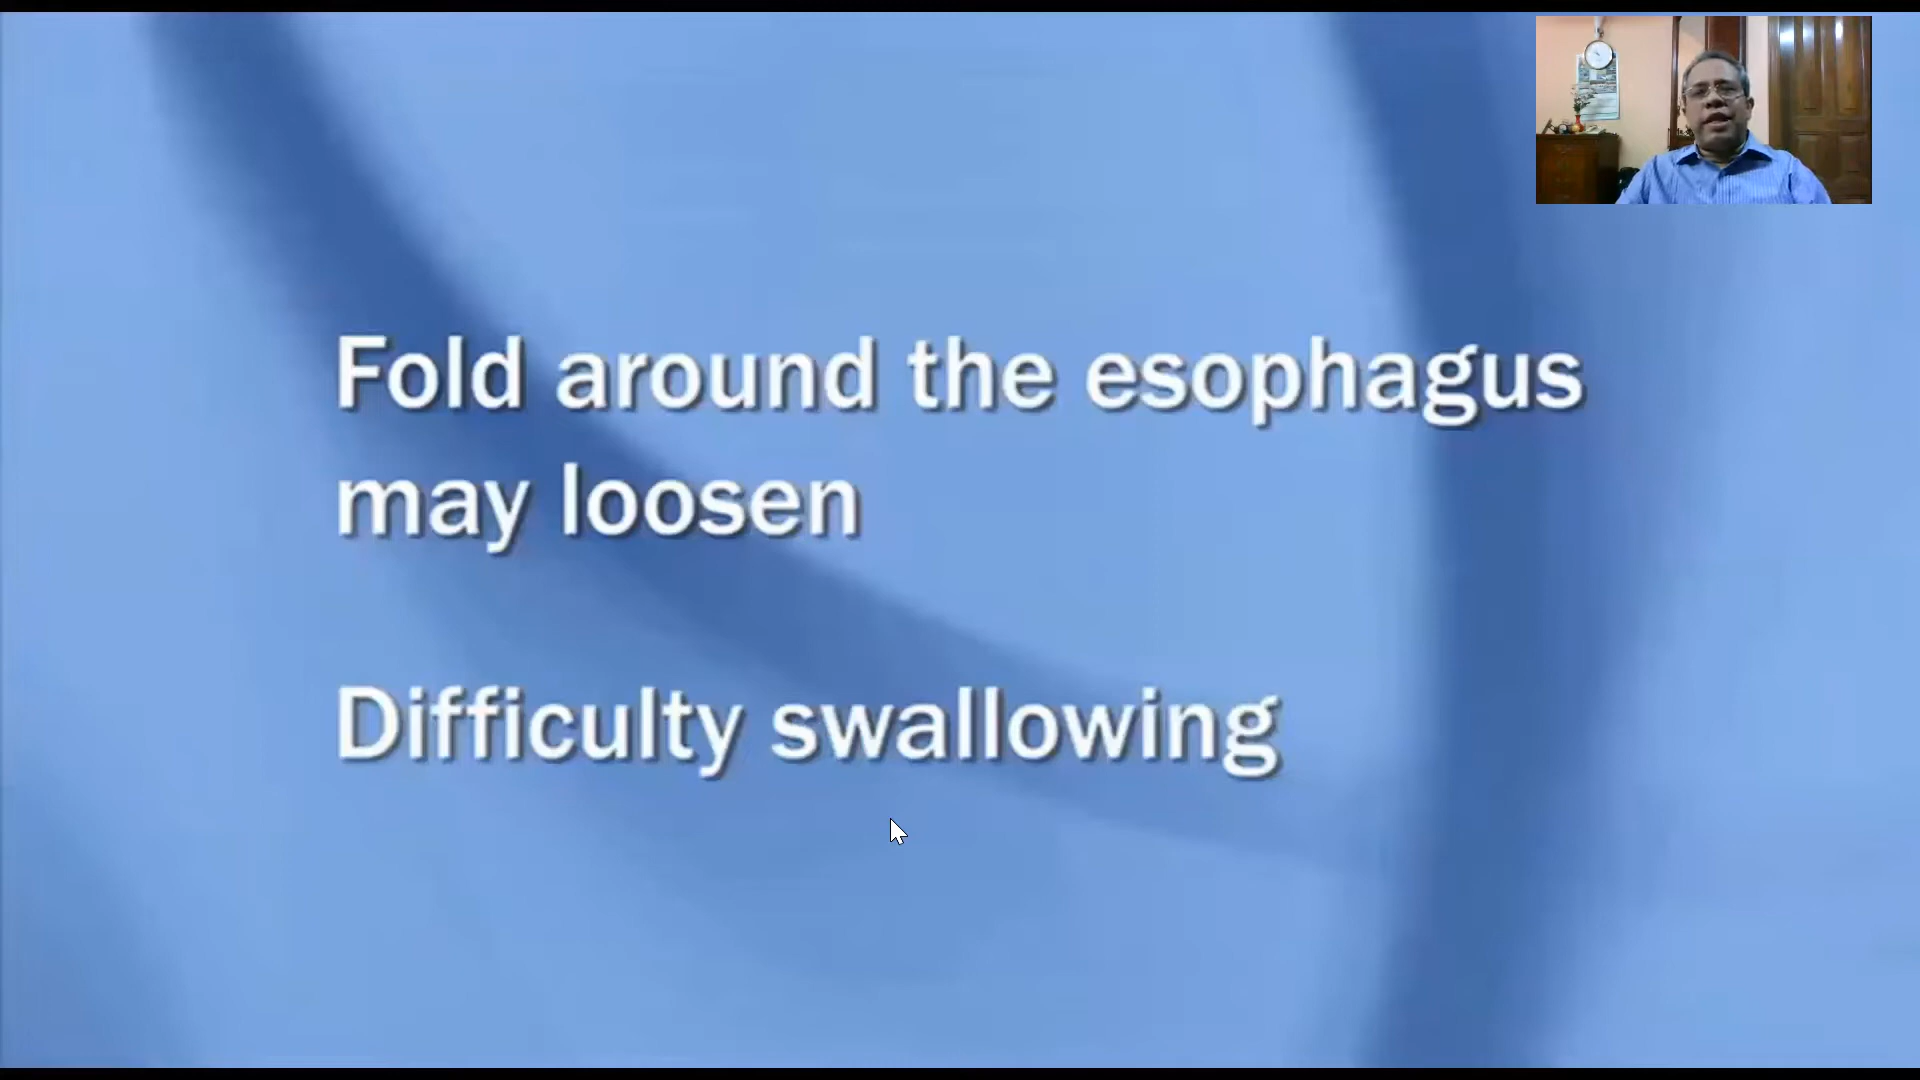 Fold around the esophagus
may loosen
Difficulty swallowing